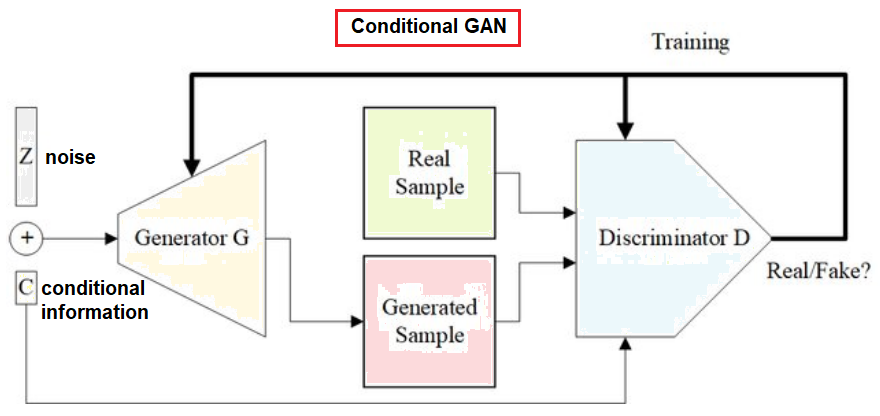 Conditional GAN
Training
Z noise
Real
Sample
+
Generator G
Discriminator D
Real/Fake?
C conditional
information
Generated
Sample